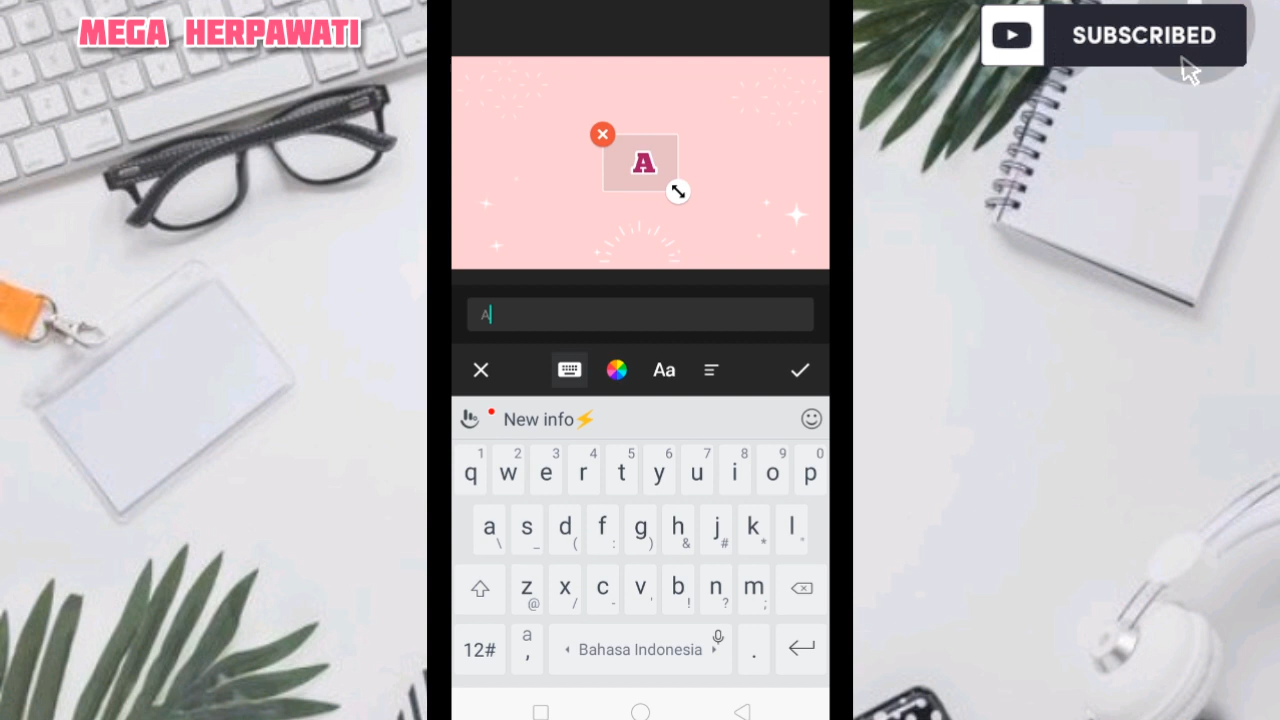 MEGA HERPAWATI
SUBSCRIBED
A
A
Aa
New info⚡
1 2 3 4 5 6 7 8 9 0
q w e r t y u i o p
a s d f g h j k l
\ _ ( : ) & # * "
z x c v b n m
@ / - ' ! ? ;
12# a , Bahasa Indonesia .